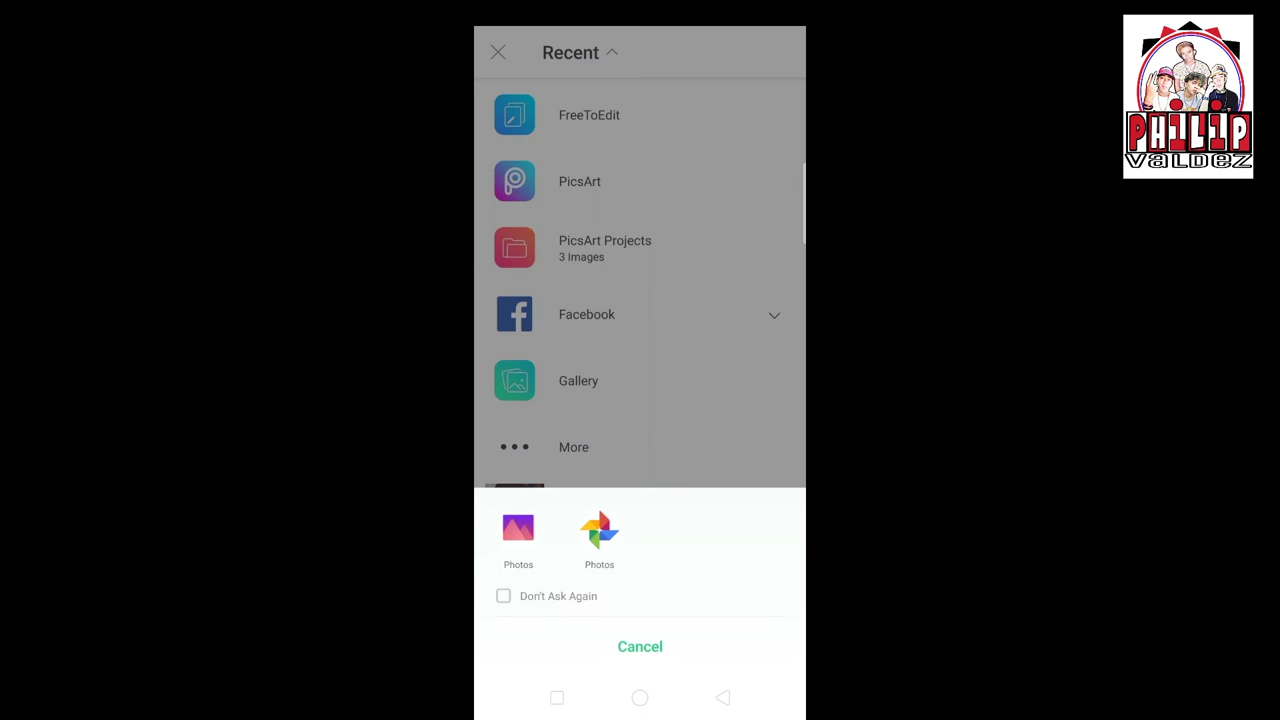 Recent
FreeToEdit
PicsArt
PicsArt Projects
3 Images
Facebook
Gallery
More
Photos
Photos
Don't Ask Again
Cancel
PHiLiP
VALDEZ